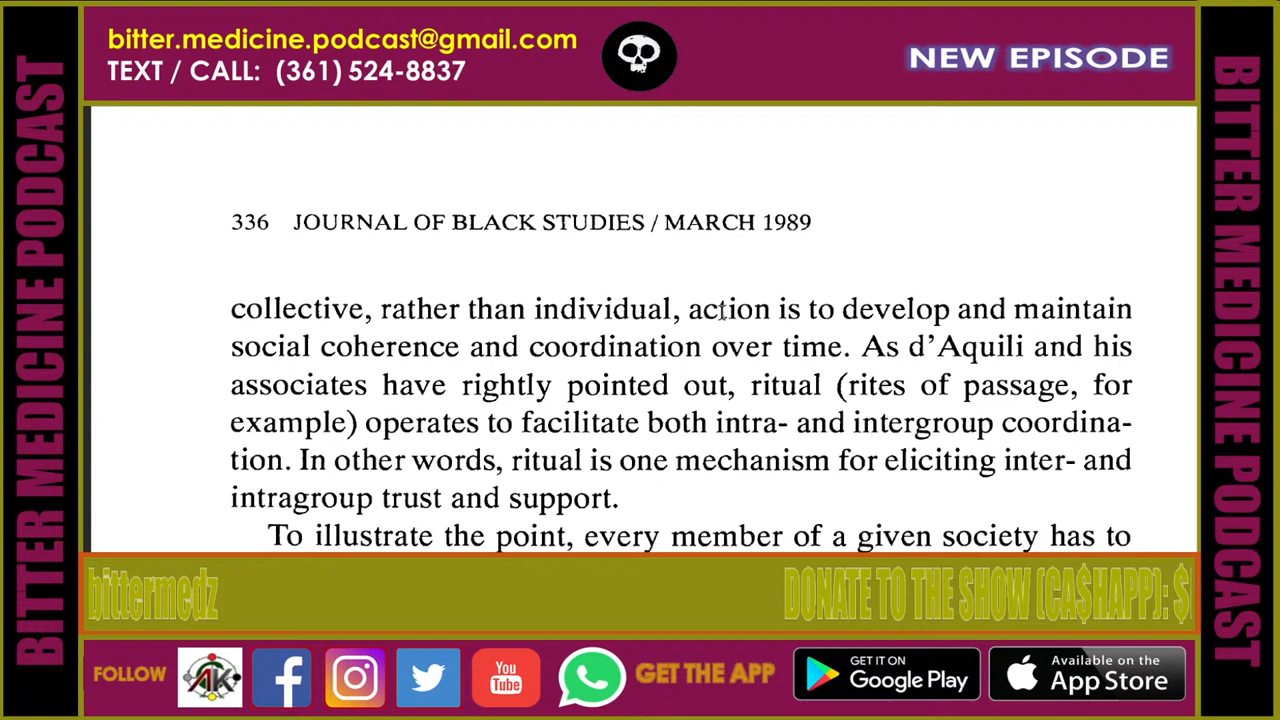 bitter.medicine.podcast@gmail.com
TEXT / CALL: (361) 524-8837
NEW EPISODE
BITTER MEDICINE PODCAST
336 JOURNAL OF BLACK STUDIES / MARCH 1989
collective, rather than individual, action is to develop and maintain
social coherence and coordination over time. As d'Aquili and his
associates have rightly pointed out, ritual (rites of passage, for
example) operates to facilitate both intra- and intergroup coordina-
tion. In other words, ritual is one mechanism for eliciting inter- and
intragroup trust and support.
To illustrate the point, every member of a given society has to
BITTER MEDICINE PODCAST
bittermedz
DONATE TO THE SHOW (CA$HAPP): $
FOLLOW
ATK
You
Tube
GET THE APP
GET IT ON
Google Play
Available on the
App Store